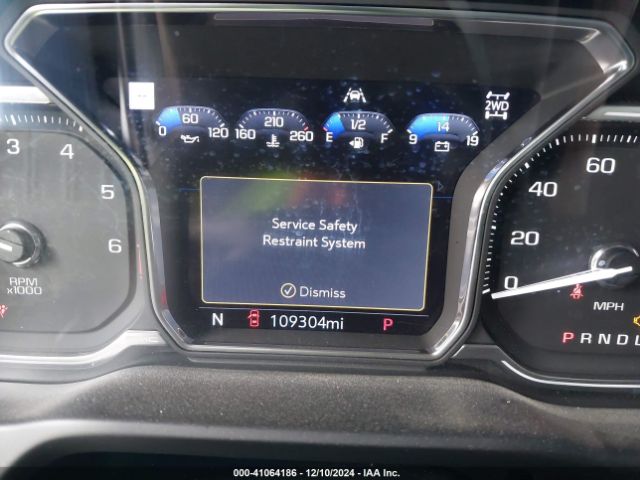 2WD
0 60 120
160 210 260
E 1/2 F
9 14 19
3 4 5 6
RPM
x1000
Service Safety
Restraint System
Dismiss
N 109304mi P
0 20 40 60
MPH
PRNDL
000-41064186 - 12/10/2024 - IAA Inc.